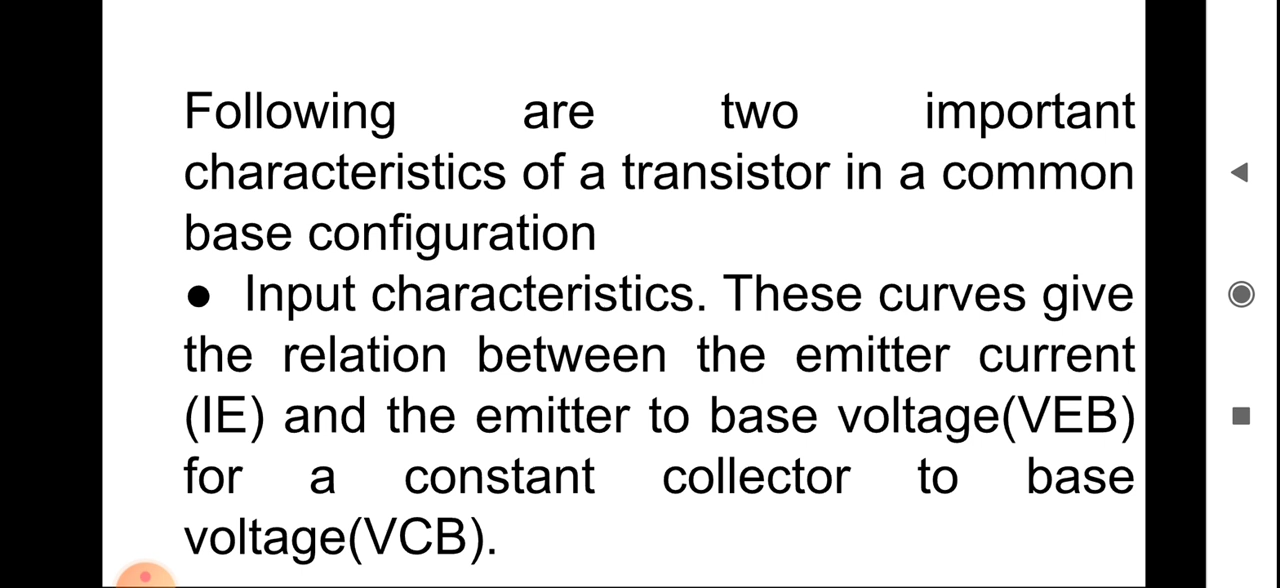 Following are two important
characteristics of a transistor in a common
base configuration
● Input characteristics. These curves give
the relation between the emitter current
(IE) and the emitter to base voltage(VEB)
for a constant collector to base
voltage(VCB).